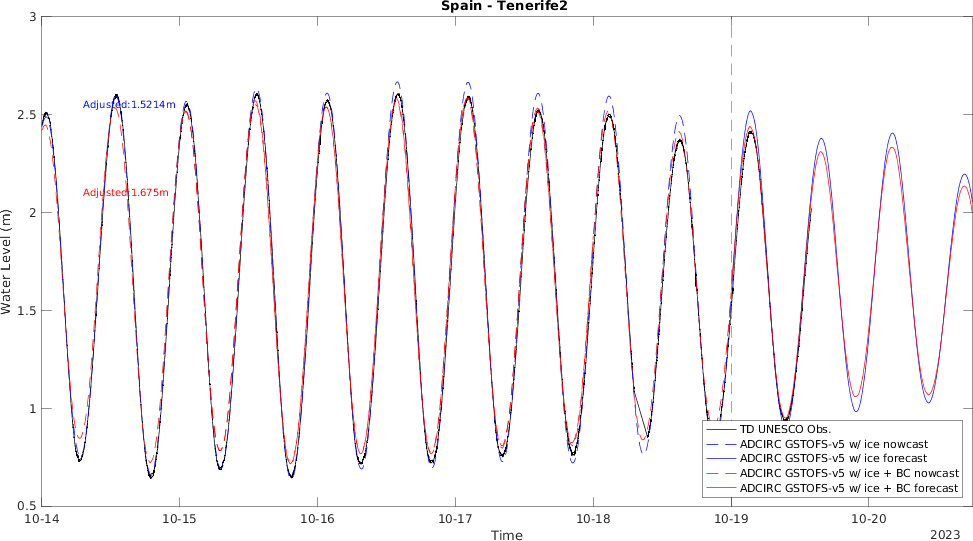 Spain - Tenerife2
3
2.5
2
1.5
1
0.5
Water Level (m)
Adjusted:1.5214m
Adjusted:1.675m
TD UNESCO Obs.
ADCIRC GSTOFS-v5 w/ ice nowcast
ADCIRC GSTOFS-v5 w/ ice forecast
ADCIRC GSTOFS-v5 w/ ice + BC nowcast
ADCIRC GSTOFS-v5 w/ ice + BC forecast
10-14 10-15 10-16 10-17 10-18 10-19 10-20
Time
2023